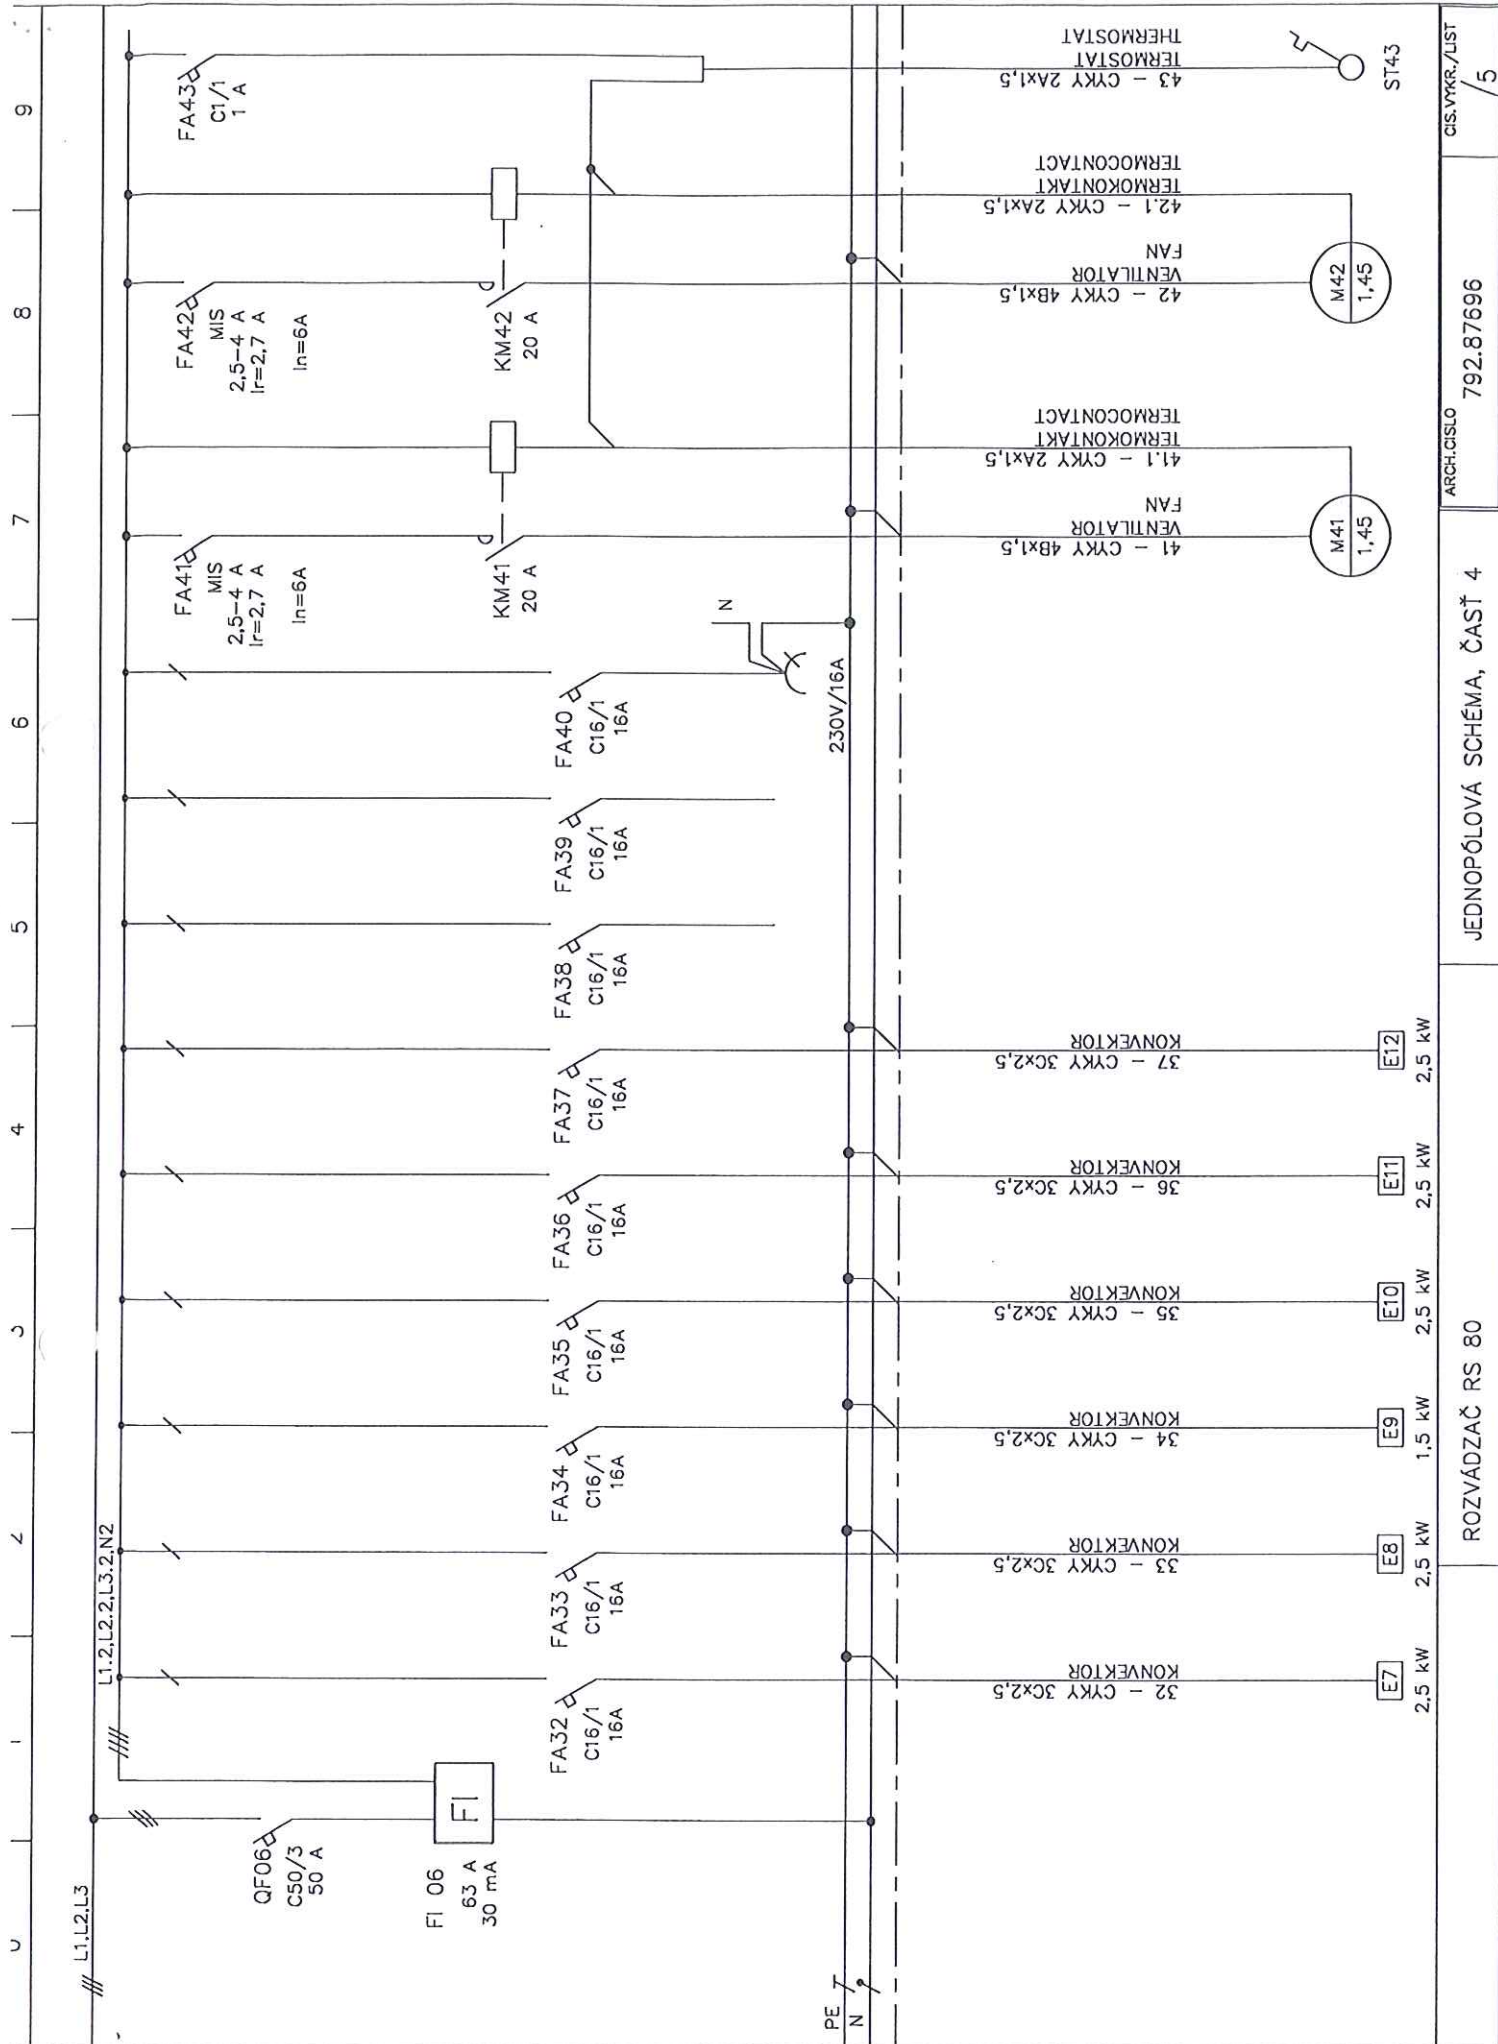 0
2
3
4
5
6
7
8
9
L1,L2,L3
L1.2,L2.2,L3.2,N2
QF06
C50/3
50 A
FI
FI 06
63 A
30 mA
FA32
C16/1
16A
FA33
C16/1
16A
FA34
C16/1
16A
FA35
C16/1
16A
FA36
C16/1
16A
FA37
C16/1
16A
FA38
C16/1
16A
FA39
C16/1
16A
FA40
C16/1
16A
N
230V/16A
FA41
MIS
2,5-4 A
Ir=2,7 A
In=6A
KM41
20 A
FA42
MIS
2,5-4 A
Ir=2,7 A
In=6A
KM42
20 A
FA43
C1/1
1 A
PE
N
32 - CYKY 3Cx2,5
KONVEKTOR
33 - CYKY 3Cx2,5
KONVEKTOR
34 - CYKY 3Cx2,5
KONVEKTOR
35 - CYKY 3Cx2,5
KONVEKTOR
36 - CYKY 3Cx2,5
KONVEKTOR
37 - CYKY 3Cx2,5
KONVEKTOR
41 - CYKY 4Bx1,5
VENTILATOR
FAN
41.1 - CYKY 2Ax1,5
TERMOKONTAKT
TERMOCONTACT
42 - CYKY 4Bx1,5
VENTILATOR
FAN
42.1 - CYKY 2Ax1,5
TERMOKONTAKT
TERMOCONTACT
43 - CYKY 2Ax1,5
TERMOSTAT
THERMOSTAT
E7
2,5 kW
E8
2,5 kW
E9
1,5 kW
E10
2,5 kW
E11
2,5 kW
E12
2,5 kW
M41
1,45
M42
1,45
ST43
ROZVÁDZAČ RS 80
JEDNOPÓLOVÁ SCHÉMA, ČASŤ 4
ARCH.CISLO
792.87696
CIS.VYKR./LIST
/5